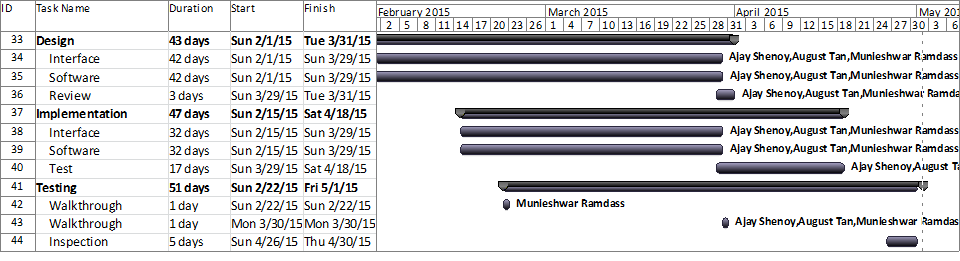 ID Task Name Duration Start Finish February 2015 March 2015 April 2015 May 201
2 5 8 11 14 17 20 23 26 1 4 7 10 13 16 19 22 25 28 31 3 6 9 12 15 18 21 24 27 30 3 6
33 Design 43 days Sun 2/1/15 Tue 3/31/15
34 Interface 42 days Sun 2/1/15 Sun 3/29/15 Ajay Shenoy,August Tan,Munieshwar Ramdass
35 Software 42 days Sun 2/1/15 Sun 3/29/15 Ajay Shenoy,August Tan,Munieshwar Ramdass
36 Review 3 days Sun 3/29/15 Tue 3/31/15 Ajay Shenoy,August Tan,Munieshwar Ramda
37 Implementation 47 days Sun 2/15/15 Sat 4/18/15
38 Interface 32 days Sun 2/15/15 Sun 3/29/15 Ajay Shenoy,August Tan,Munieshwar Ramdass
39 Software 32 days Sun 2/15/15 Sun 3/29/15 Ajay Shenoy,August Tan,Munieshwar Ramdass
40 Test 17 days Sun 3/29/15 Sat 4/18/15 Ajay Shenoy,August T
41 Testing 51 days Sun 2/22/15 Fri 5/1/15
42 Walkthrough 1 day Sun 2/22/15 Sun 2/22/15 Munieshwar Ramdass
43 Walkthrough 1 day Mon 3/30/15 Mon 3/30/15 Ajay Shenoy,August Tan,Munieshwar Ramdas
44 Inspection 5 days Sun 4/26/15 Thu 4/30/15